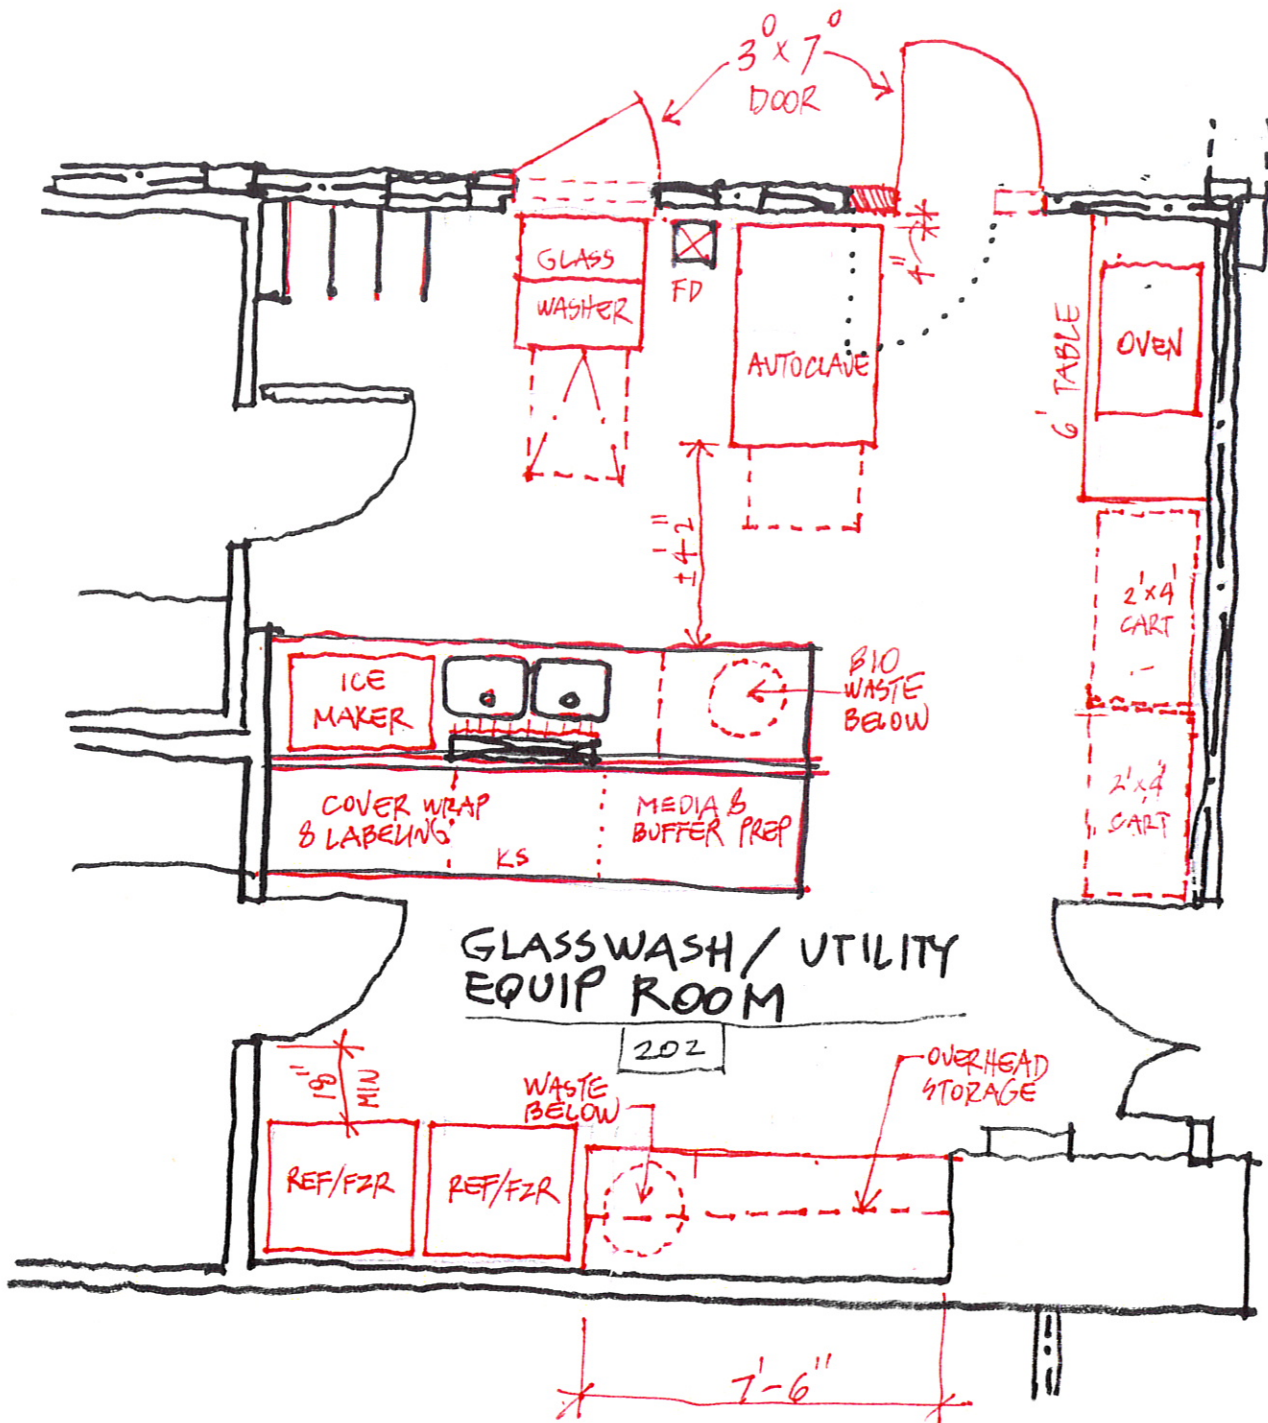 3⁰ x 7⁰
DOOR
GLASS
WASHER
FD
4"
AUTOCLAVE
6' TABLE
OVEN
±4'-2"
2'x4'
CART
ICE
MAKER
BIO
WASTE
BELOW
2'x4'
CART
COVER WRAP
& LABELING
KS
MEDIA &
BUFFER PREP
GLASSWASH / UTILITY
EQUIP ROOM
202
18"
MIN
WASTE
BELOW
OVERHEAD
STORAGE
REF/FZR
REF/FZR
7'-6"